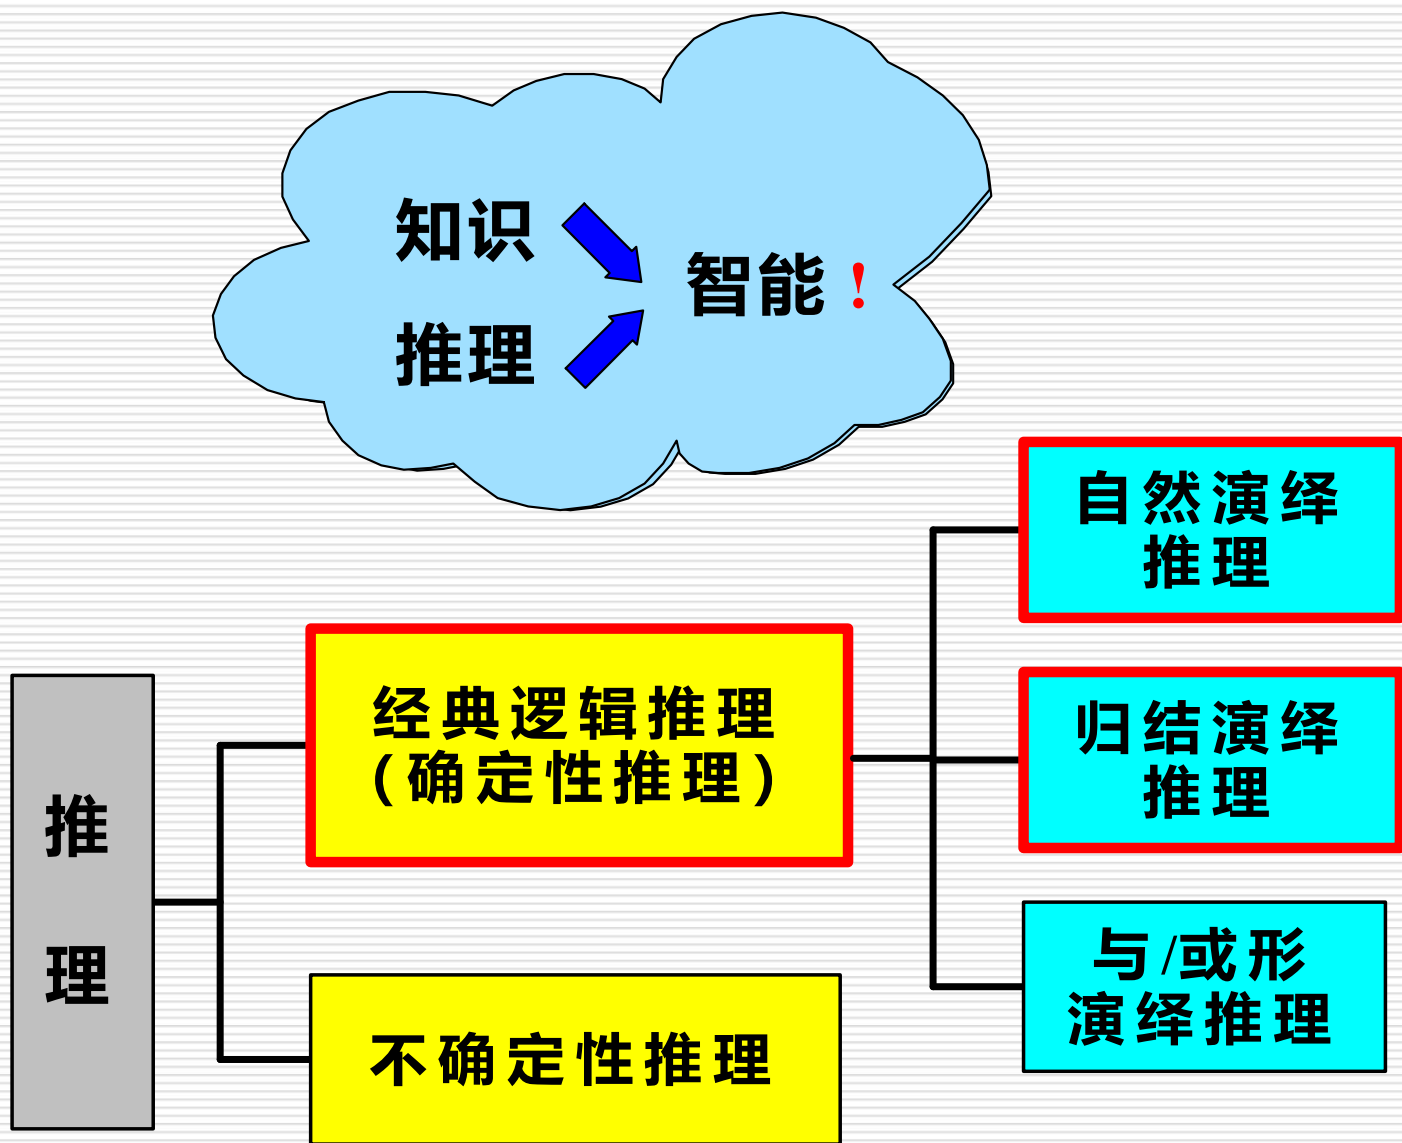 知识
推理
智能！
推
理
经典逻辑推理
(确定性推理)
不确定性推理
自然演绎
推理
归结演绎
推理
与/或形
演绎推理